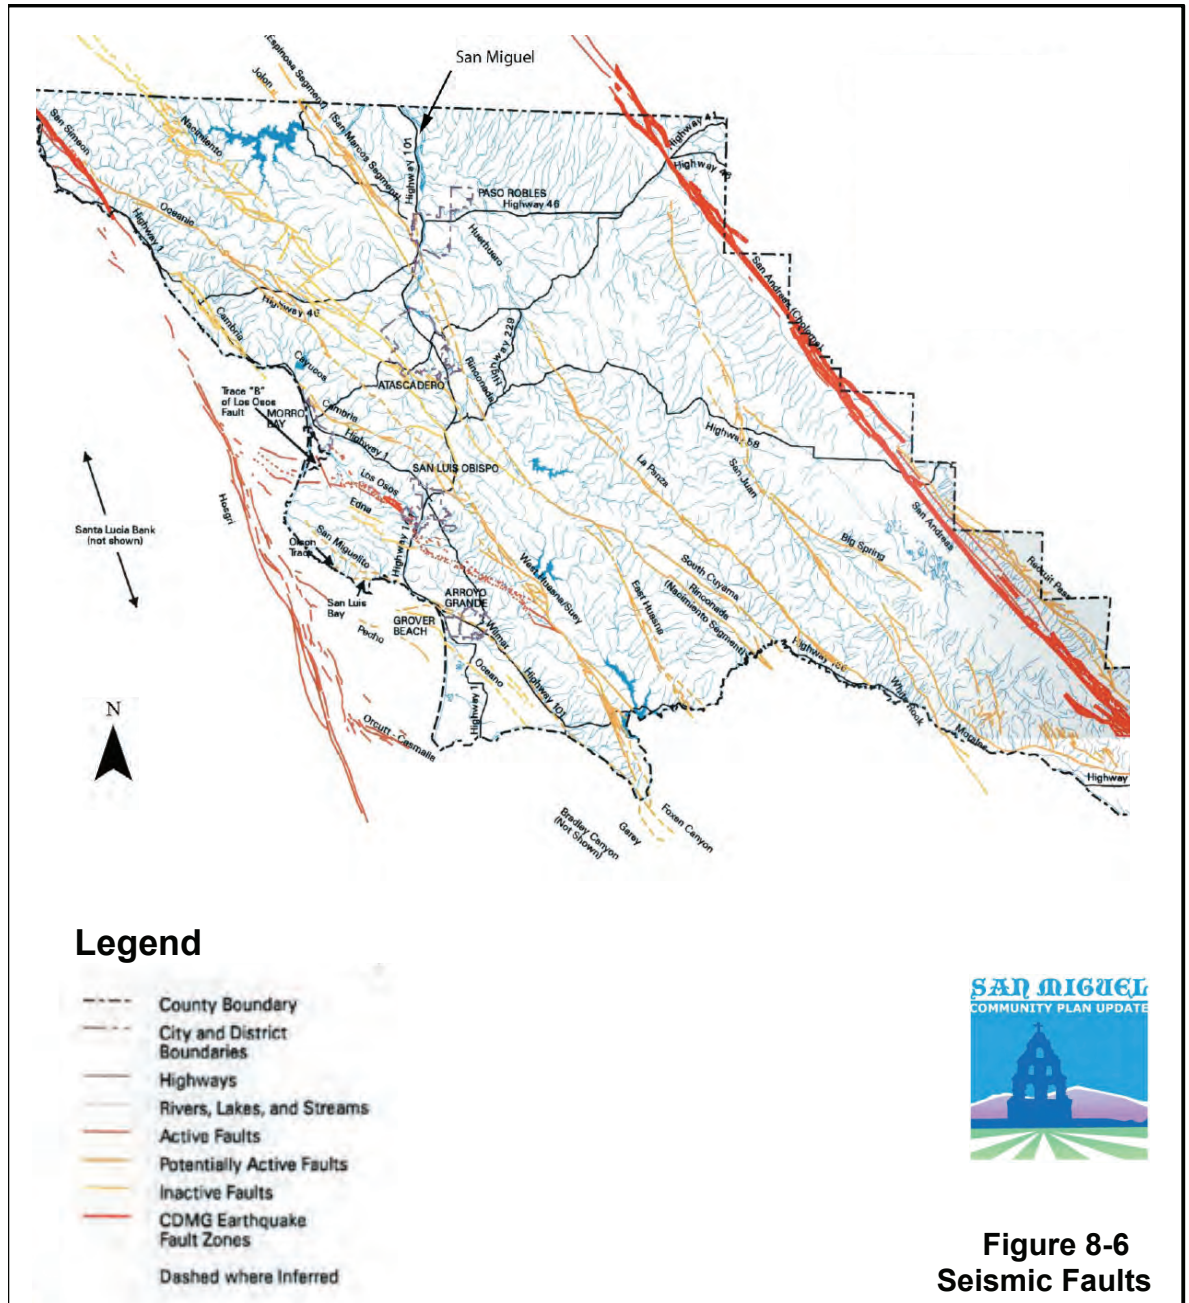 San Miguel
Espinosa Segment)
Jolon
(San Marcos Segment)
San Simeon
Nacimiento
Highway 101
Highway 41
Highway 46
PASO ROBLES
Highway 46
Oceanic
Highway 1
Huerhuero
San Andreas (Cholame)
Highway 46
Cambria
Highway 229
Rinconada
Cayucos
ATASCADERO
Trace "B"
of Los Osos
Fault
MORRO
BAY
Cambria
Highway 1
Highway 58
SAN LUIS OBISPO
La Panza
San Juan
Los Osos
Hosgri
Edna
San Andreas
Santa Lucia Bank
(not shown)
Olson
Trace
San Miguelito
Highway 1
Big Spring
Recruit Pass
West Huasna/Suey
South Cuyama
Rinconada
(Nacimiento Segment)
East Huasna
San Luis
Bay
ARROYO
GRANDE
GROVER
BEACH
Pecho
Wilmar
Oceano
Highway 101
Highway 1
Highway 166
White Rock
Morales
Highway
N
Orcutt - Casmalia
Bradley Canyon
(Not Shown)
Garey
Foxen Canyon
Legend
County Boundary
City and District
Boundaries
Highways
Rivers, Lakes, and Streams
Active Faults
Potentially Active Faults
Inactive Faults
CDMG Earthquake
Fault Zones
Dashed where Inferred
SAN MIGUEL
COMMUNITY PLAN UPDATE
Figure 8-6
Seismic Faults